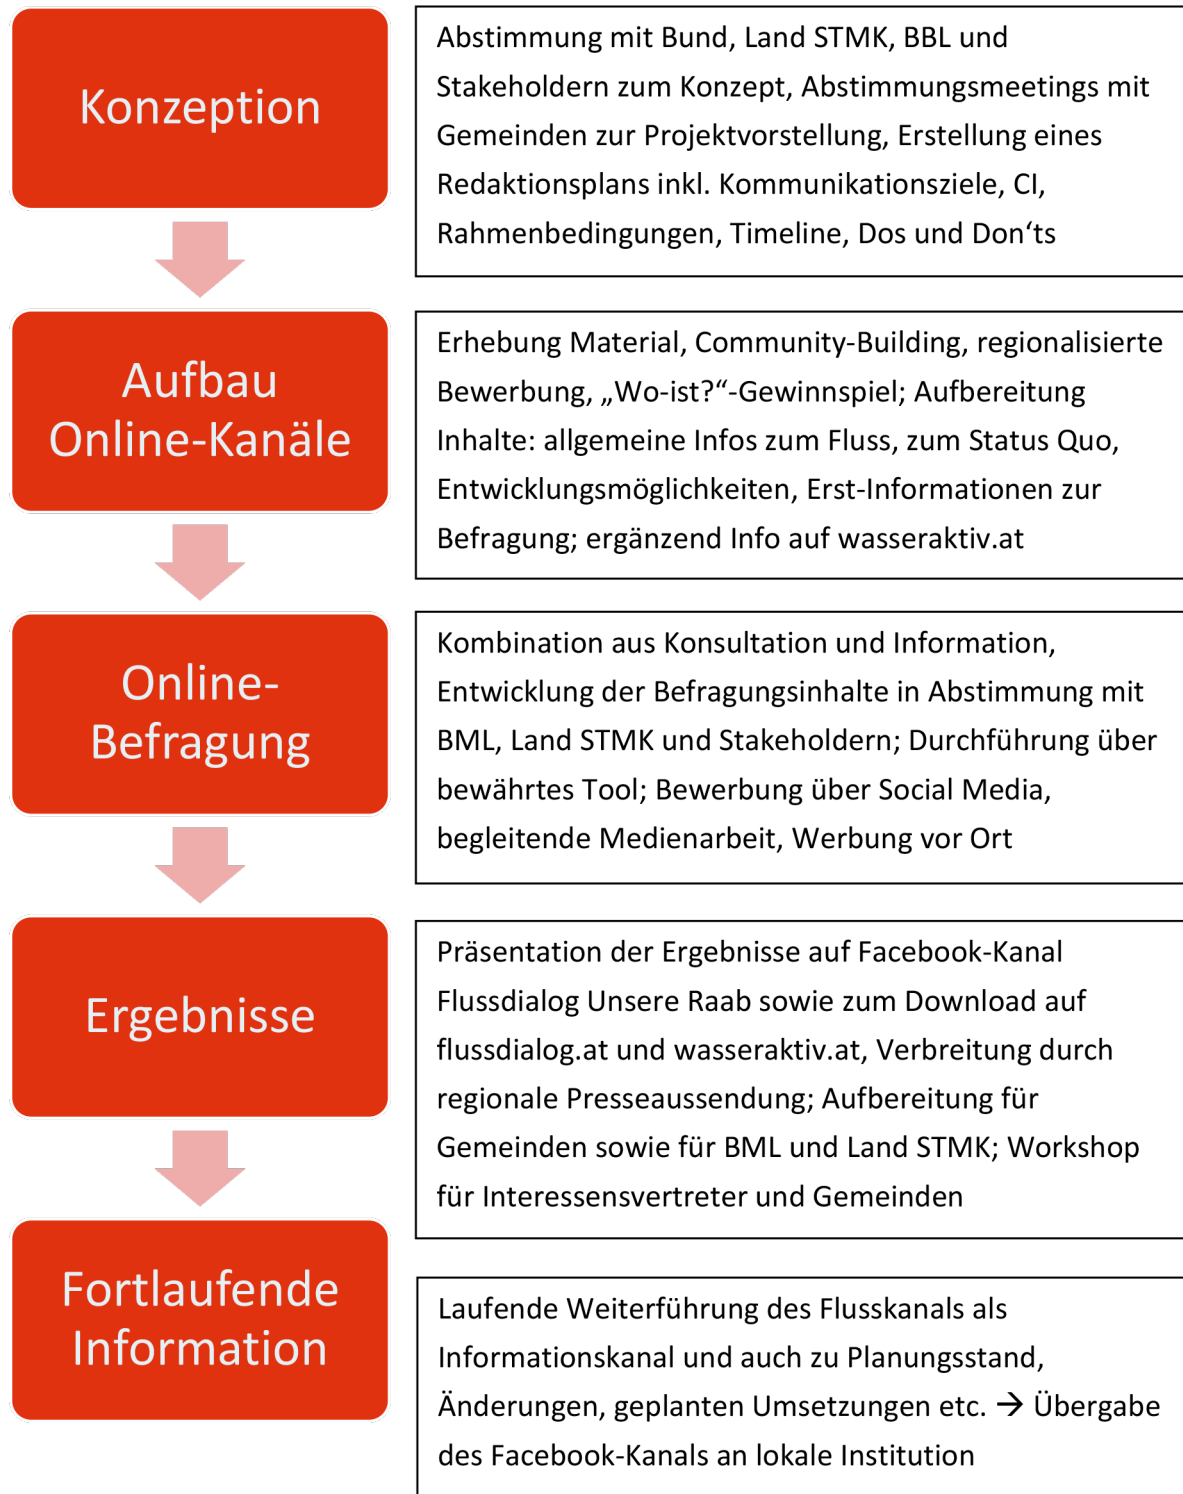 Konzeption
Abstimmung mit Bund, Land STMK, BBL und
Stakeholdern zum Konzept, Abstimmungsmeetings mit
Gemeinden zur Projektvorstellung, Erstellung eines
Redaktionsplans inkl. Kommunikationsziele, CI,
Rahmenbedingungen, Timeline, Dos und Don‘ts
Aufbau
Online-Kanäle
Erhebung Material, Community-Building, regionalisierte
Bewerbung, „Wo-ist?“-Gewinnspiel; Aufbereitung
Inhalte: allgemeine Infos zum Fluss, zum Status Quo,
Entwicklungsmöglichkeiten, Erst-Informationen zur
Befragung; ergänzend Info auf wasseraktiv.at
Online-
Befragung
Kombination aus Konsultation und Information,
Entwicklung der Befragungsinhalte in Abstimmung mit
BML, Land STMK und Stakeholdern; Durchführung über
bewährtes Tool; Bewerbung über Social Media,
begleitende Medienarbeit, Werbung vor Ort
Ergebnisse
Präsentation der Ergebnisse auf Facebook-Kanal
Flussdialog Unsere Raab sowie zum Download auf
flussdialog.at und wasseraktiv.at, Verbreitung durch
regionale Presseaussendung; Aufbereitung für
Gemeinden sowie für BML und Land STMK; Workshop
für Interessensvertreter und Gemeinden
Fortlaufende
Information
Laufende Weiterführung des Flusskanals als
Informationskanal und auch zu Planungsstand,
Änderungen, geplanten Umsetzungen etc. → Übergabe
des Facebook-Kanals an lokale Institution